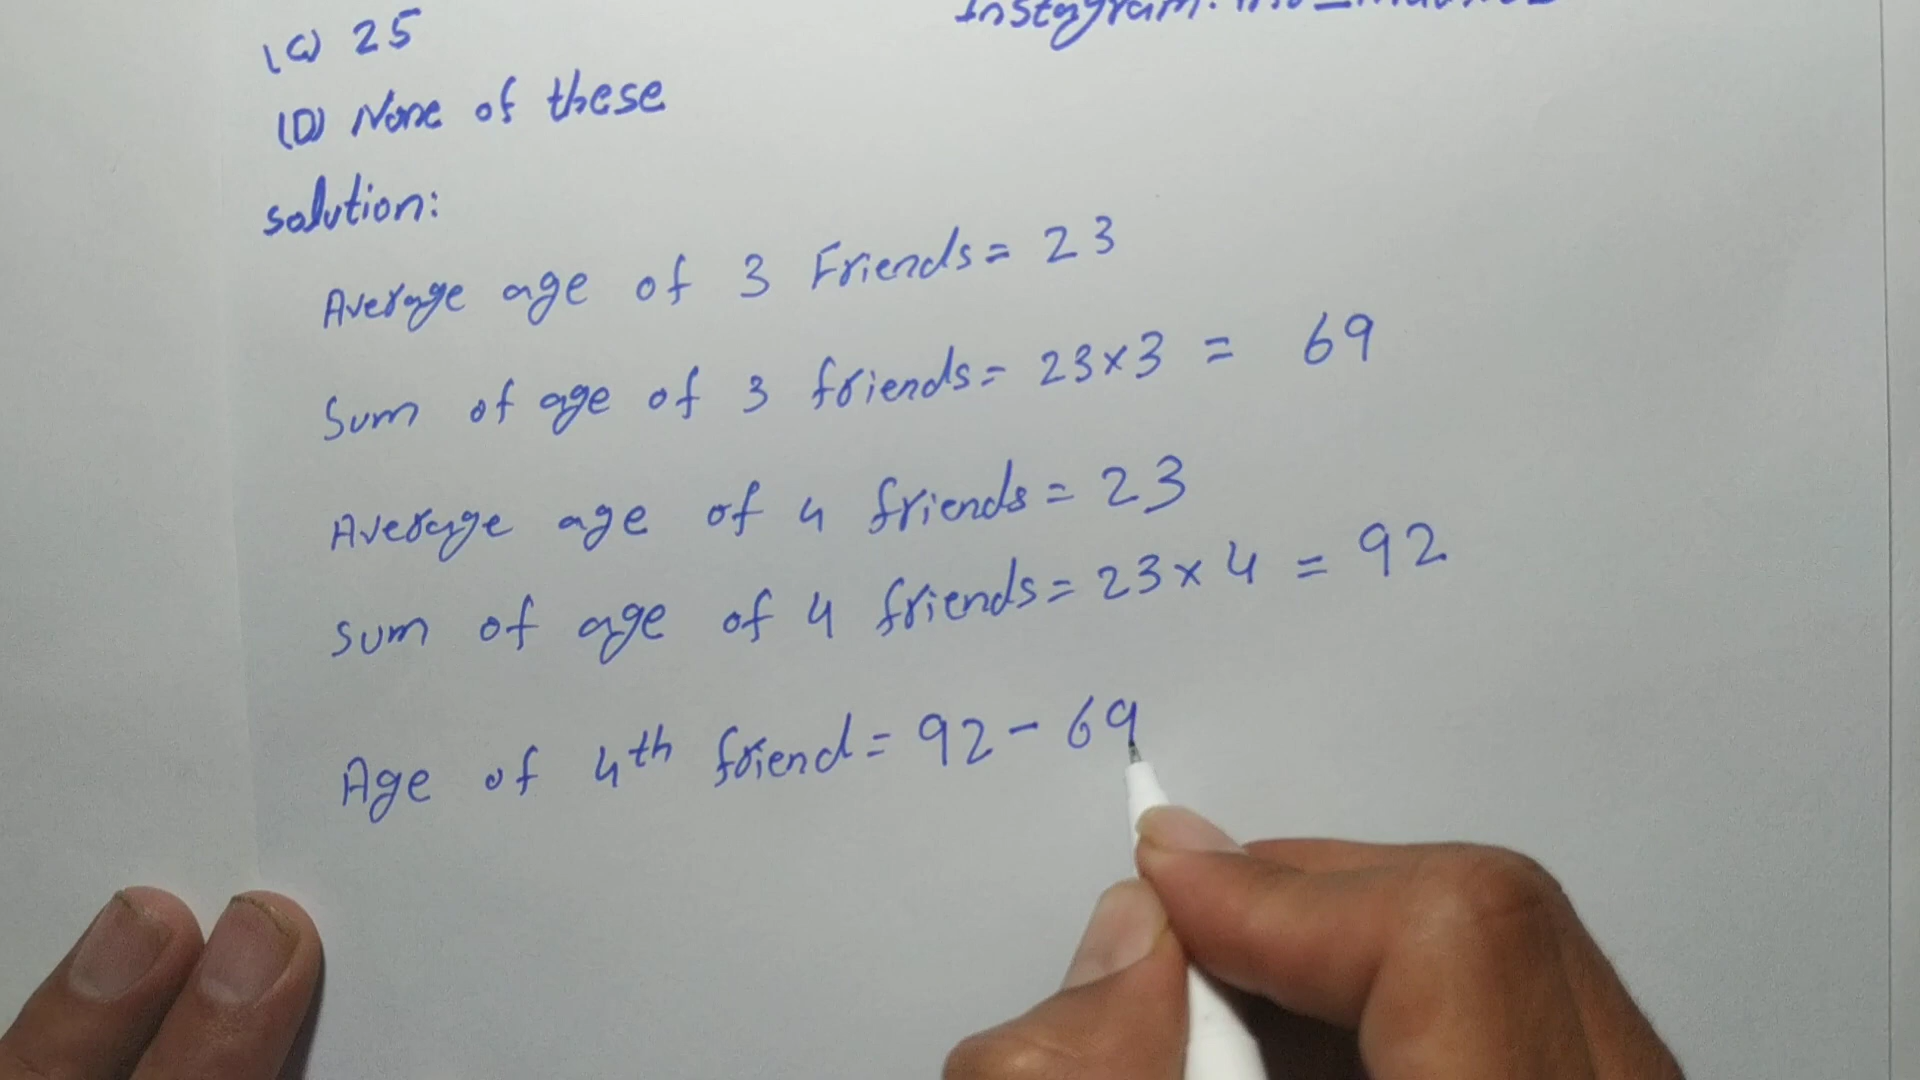 (C) 25
Instagram:
(D) None of these
Solution:
Average age of 3 Friends = 23
Sum of age of 3 friends = 23×3 = 69
Average age of 4 friends = 23
Sum of age of 4 friends = 23×4 = 92
Age of 4th friend = 92-69